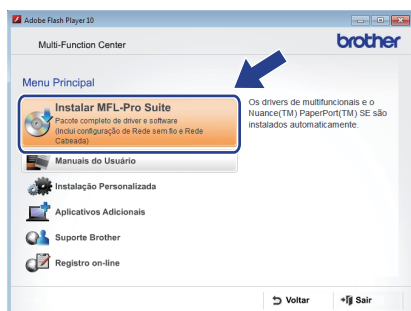 Adobe Flash Player 10
Multi-Function Center
brother
Menu Principal
Instalar MFL-Pro Suite
Pacote completo de driver e software
(Inclui configuração de Rede sem fio e Rede
Cabeada)
Os drivers de multifuncionais e o
Nuance(TM) PaperPort(TM) SE são
instalados automaticamente.
Manuais do Usuário
Instalação Personalizada
Aplicativos Adicionais
Suporte Brother
Registro on-line
Voltar
Sair